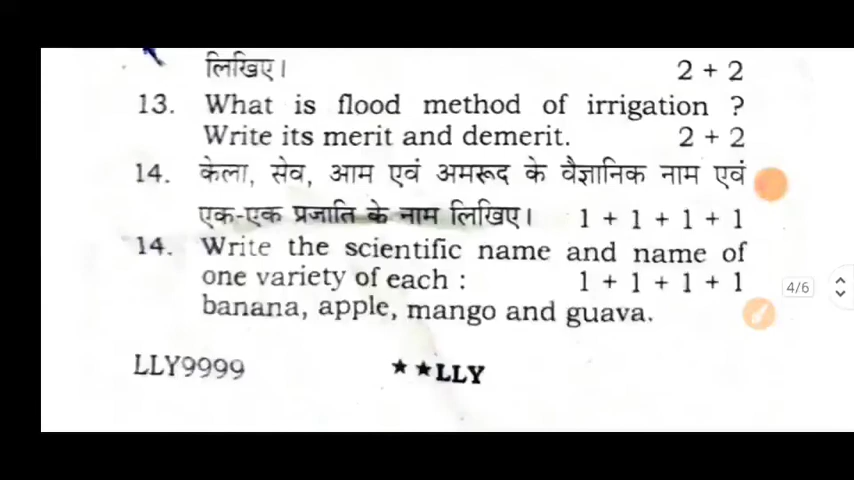 लिखिए। 2 + 2
13. What is flood method of irrigation ?
Write its merit and demerit. 2 + 2
14. केला, सेव, आम एवं अमरूद के वैज्ञानिक नाम एवं
एक-एक प्रजाति के नाम लिखिए। 1 + 1 + 1 + 1
14. Write the scientific name and name of
one variety of each : 1 + 1 + 1 + 1
banana, apple, mango and guava.
4/6
LLY9999 ★★LLY